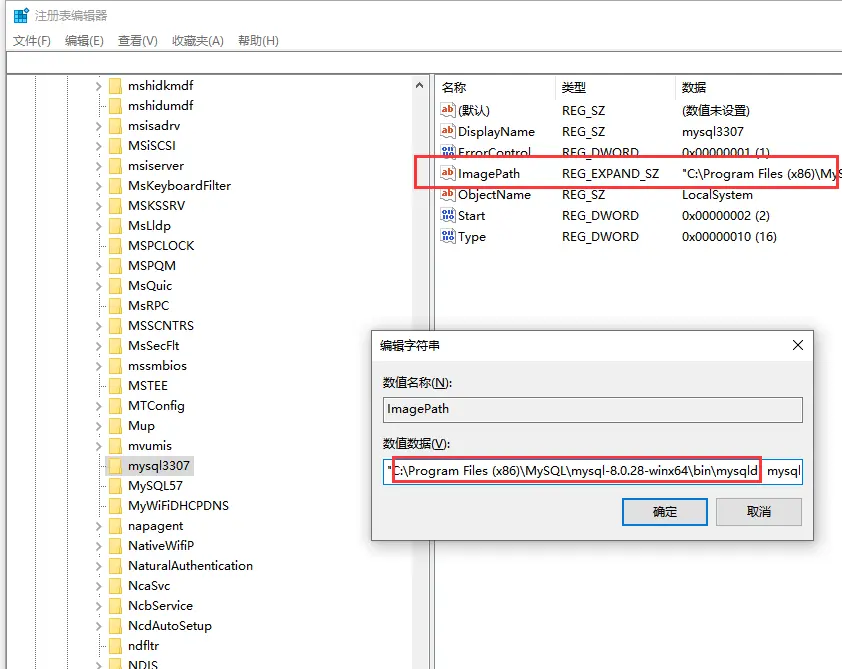 注册表编辑器
文件(F) 编辑(E) 查看(V) 收藏夹(A) 帮助(H)
mshidkmdf
mshidumdf
msisadrv
MSiSCSI
msiserver
MsKeyboardFilter
MSKSSRV
MsLldp
MSPCLOCK
MSPQM
MsQuic
MsRPC
MSSCNTRS
MsSecFlt
mssmbios
MSTEE
MTConfig
Mup
mvumis
mysql3307
MySQL57
MyWiFiDHCPDNS
napagent
NativeWifiP
NaturalAuthentication
NcaSvc
NcbService
NcdAutoSetup
ndfltr
NDIS
名称 类型 数据
(默认) REG_SZ (数值未设置)
DisplayName REG_SZ mysql3307
ErrorControl REG_DWORD 0x00000001 (1)
ImagePath REG_EXPAND_SZ "C:\Program Files (x86)\MyS
ObjectName REG_SZ LocalSystem
Start REG_DWORD 0x00000002 (2)
Type REG_DWORD 0x00000010 (16)
编辑字符串
数值名称(N):
ImagePath
数值数据(V):
"C:\Program Files (x86)\MySQL\mysql-8.0.28-winx64\bin\mysqld mysql
确定 取消